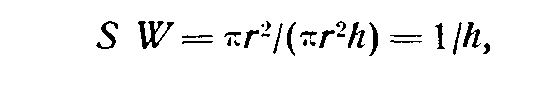 S W = πr²/(πr²h) = 1/h,